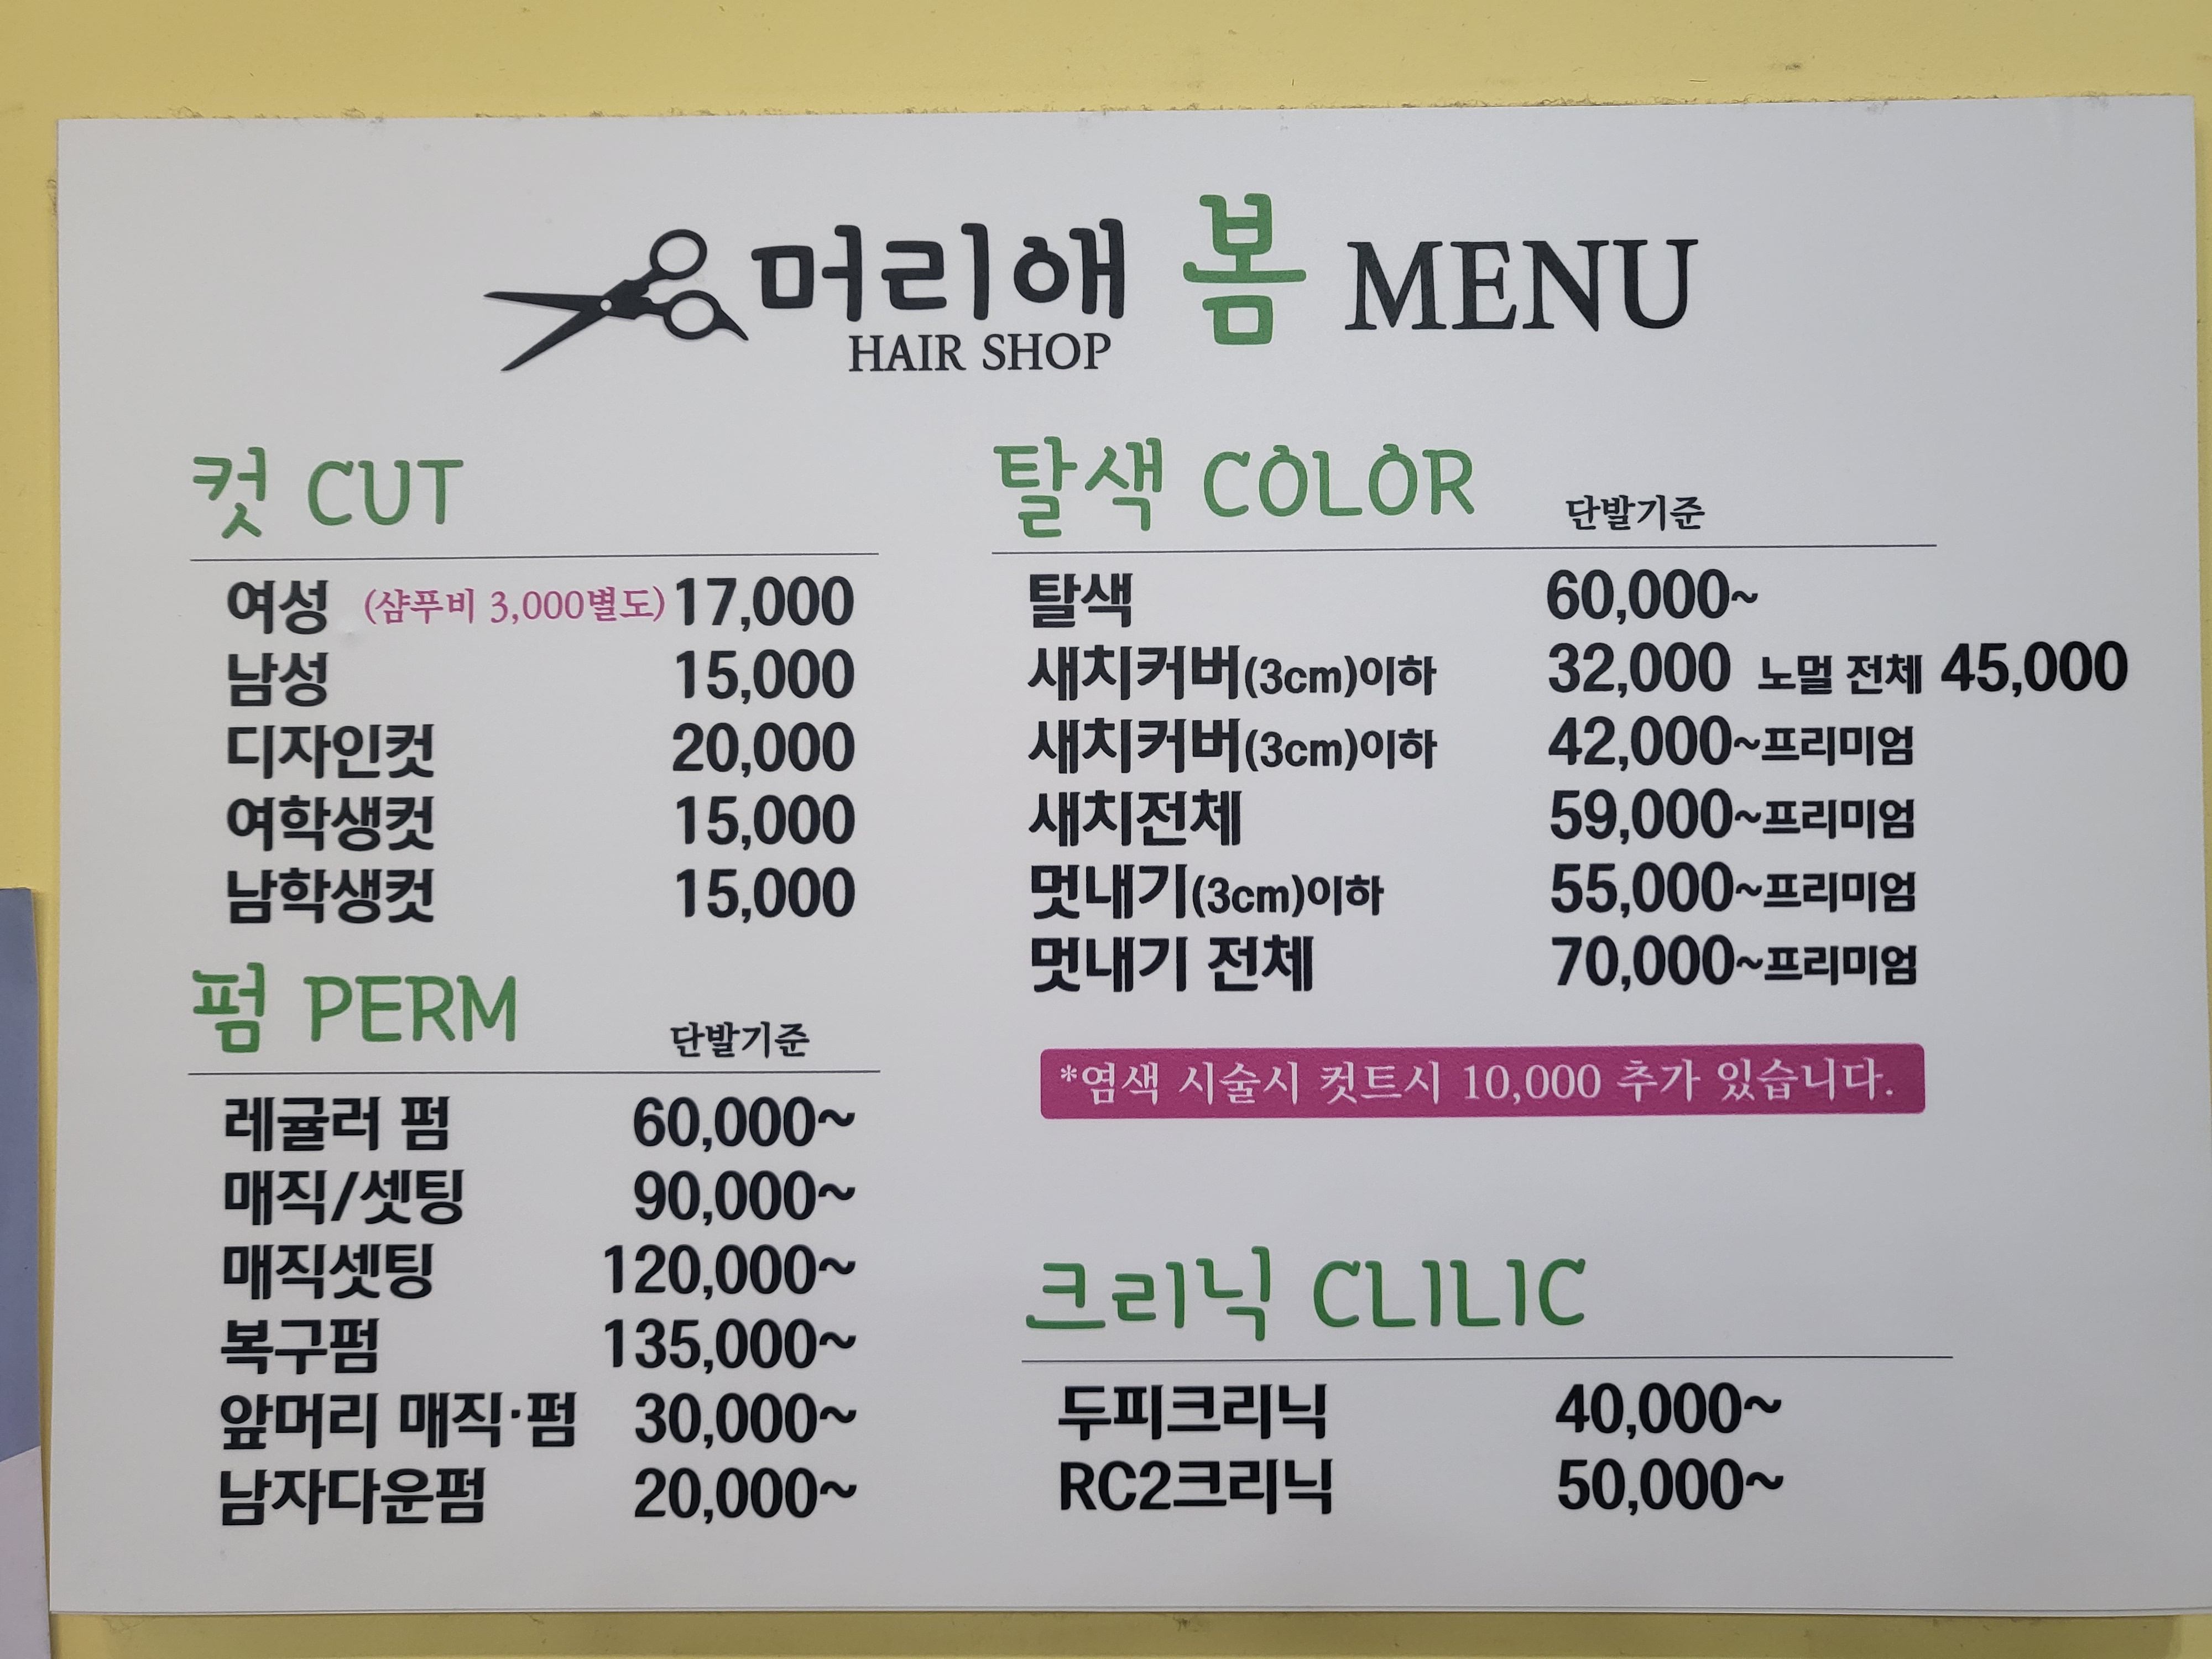 머리애 봄 MENU
HAIR SHOP
컷 CUT
여성 (샴푸비 3,000별도) 17,000
남성 15,000
디자인컷 20,000
여학생컷 15,000
남학생컷 15,000
펌 PERM 단발기준
레귤러 펌 60,000~
매직/셋팅 90,000~
매직셋팅 120,000~
복구펌 135,000~
앞머리 매직·펌 30,000~
남자다운펌 20,000~
탈색 COLOR 단발기준
탈색 60,000~
새치커버(3cm)이하 32,000 노멀 전체 45,000
새치커버(3cm)이하 42,000~프리미엄
새치전체 59,000~프리미엄
멋내기(3cm)이하 55,000~프리미엄
멋내기 전체 70,000~프리미엄
*염색 시술시 컷트시 10,000 추가 있습니다.
크리닉 CLILIC
두피크리닉 40,000~
RC2크리닉 50,000~